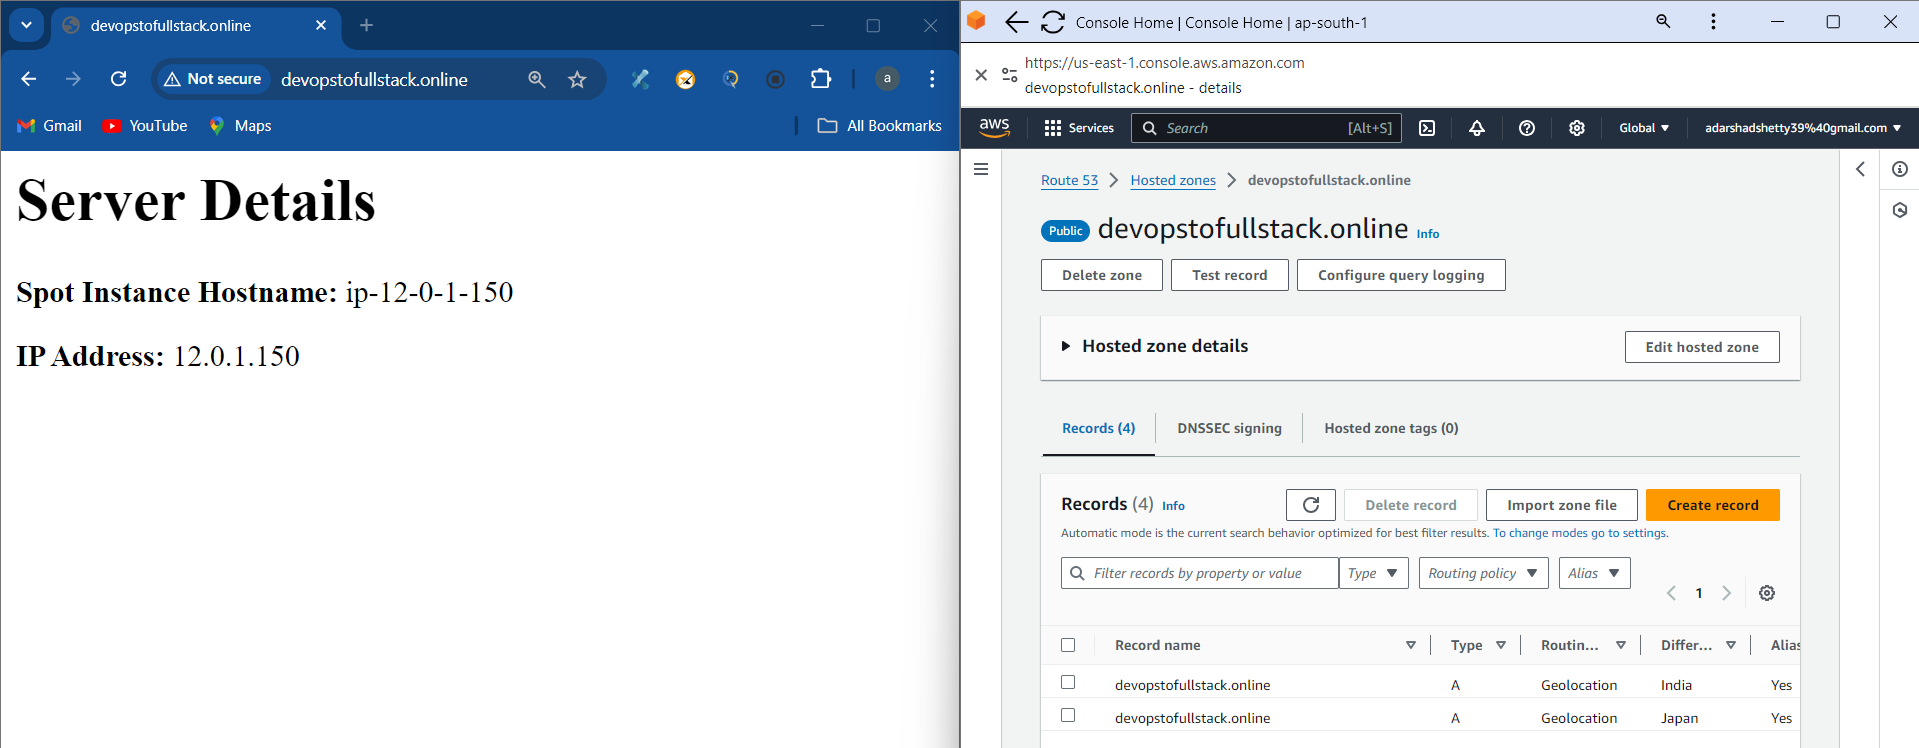 devopstofullstack.online
Not secure devopstofullstack.online a
Gmail YouTube Maps All Bookmarks
Server Details
Spot Instance Hostname: ip-12-0-1-150
IP Address: 12.0.1.150
Console Home | Console Home | ap-south-1
https://us-east-1.console.aws.amazon.com
devopstofullstack.online - details
aws Services Search [Alt+S] Global adarshadshetty39%40gmail.com
Route 53 Hosted zones devopstofullstack.online
Public devopstofullstack.online Info
Delete zone Test record Configure query logging
Hosted zone details Edit hosted zone
Records (4) DNSSEC signing Hosted zone tags (0)
Records (4) Info Delete record Import zone file Create record
Automatic mode is the current search behavior optimized for best filter results. To change modes go to settings.
Filter records by property or value Type Routing policy Alias
1
Record name Type Routin... Differ... Alias
devopstofullstack.online A Geolocation India Yes
devopstofullstack.online A Geolocation Japan Yes